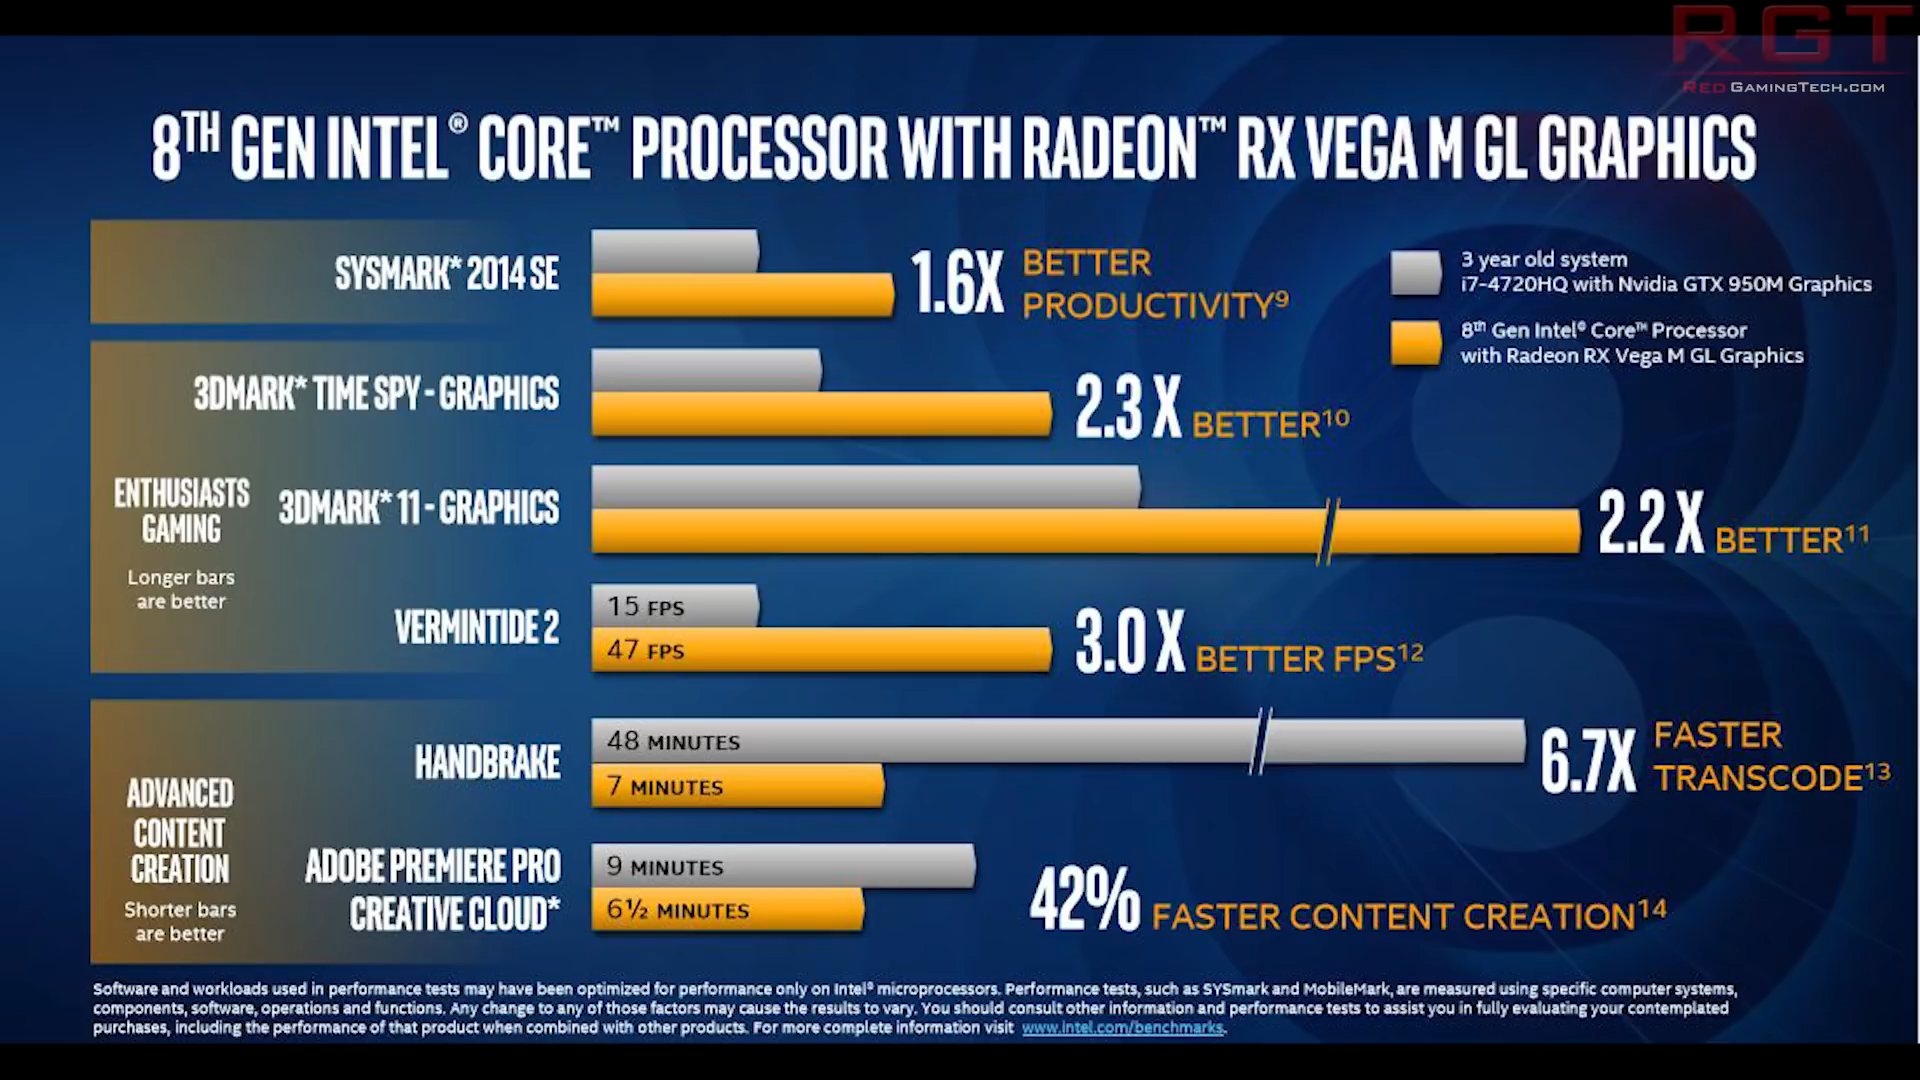 RGT
REDGAMINGTECH.COM
8TH GEN INTEL® CORE™ PROCESSOR WITH RADEON™ RX VEGA M GL GRAPHICS
SYSMARK* 2014 SE
1.6X BETTER
PRODUCTIVITY9
3 year old system
i7-4720HQ with Nvidia GTX 950M Graphics
8th Gen Intel® Core™ Processor
with Radeon RX Vega M GL Graphics
ENTHUSIASTS
GAMING
Longer bars
are better
3DMARK* TIME SPY - GRAPHICS
2.3 X BETTER10
3DMARK* 11 - GRAPHICS
2.2 X BETTER11
VERMINTIDE 2
15 FPS
47 FPS
3.0 X BETTER FPS12
ADVANCED
CONTENT
CREATION
Shorter bars
are better
HANDBRAKE
48 MINUTES
7 MINUTES
6.7X FASTER
TRANSCODE13
ADOBE PREMIERE PRO
CREATIVE CLOUD*
9 MINUTES
6½ MINUTES
42% FASTER CONTENT CREATION14
Software and workloads used in performance tests may have been optimized for performance only on Intel® microprocessors. Performance tests, such as SYSmark and MobileMark, are measured using specific computer systems,
components, software, operations and functions. Any change to any of those factors may cause the results to vary. You should consult other information and performance tests to assist you in fully evaluating your contemplated
purchases, including the performance of that product when combined with other products. For more complete information visit www.intel.com/benchmarks.